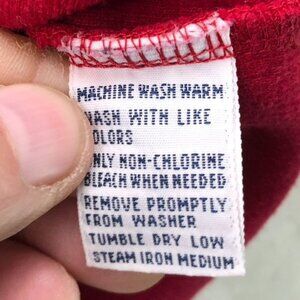 MACHINE WASH WARM
WASH WITH LIKE
COLORS
ONLY NON-CHLORINE
BLEACH WHEN NEEDED
REMOVE PROMPTLY
FROM WASHER
TUMBLE DRY LOW
STEAM IRON MEDIUM